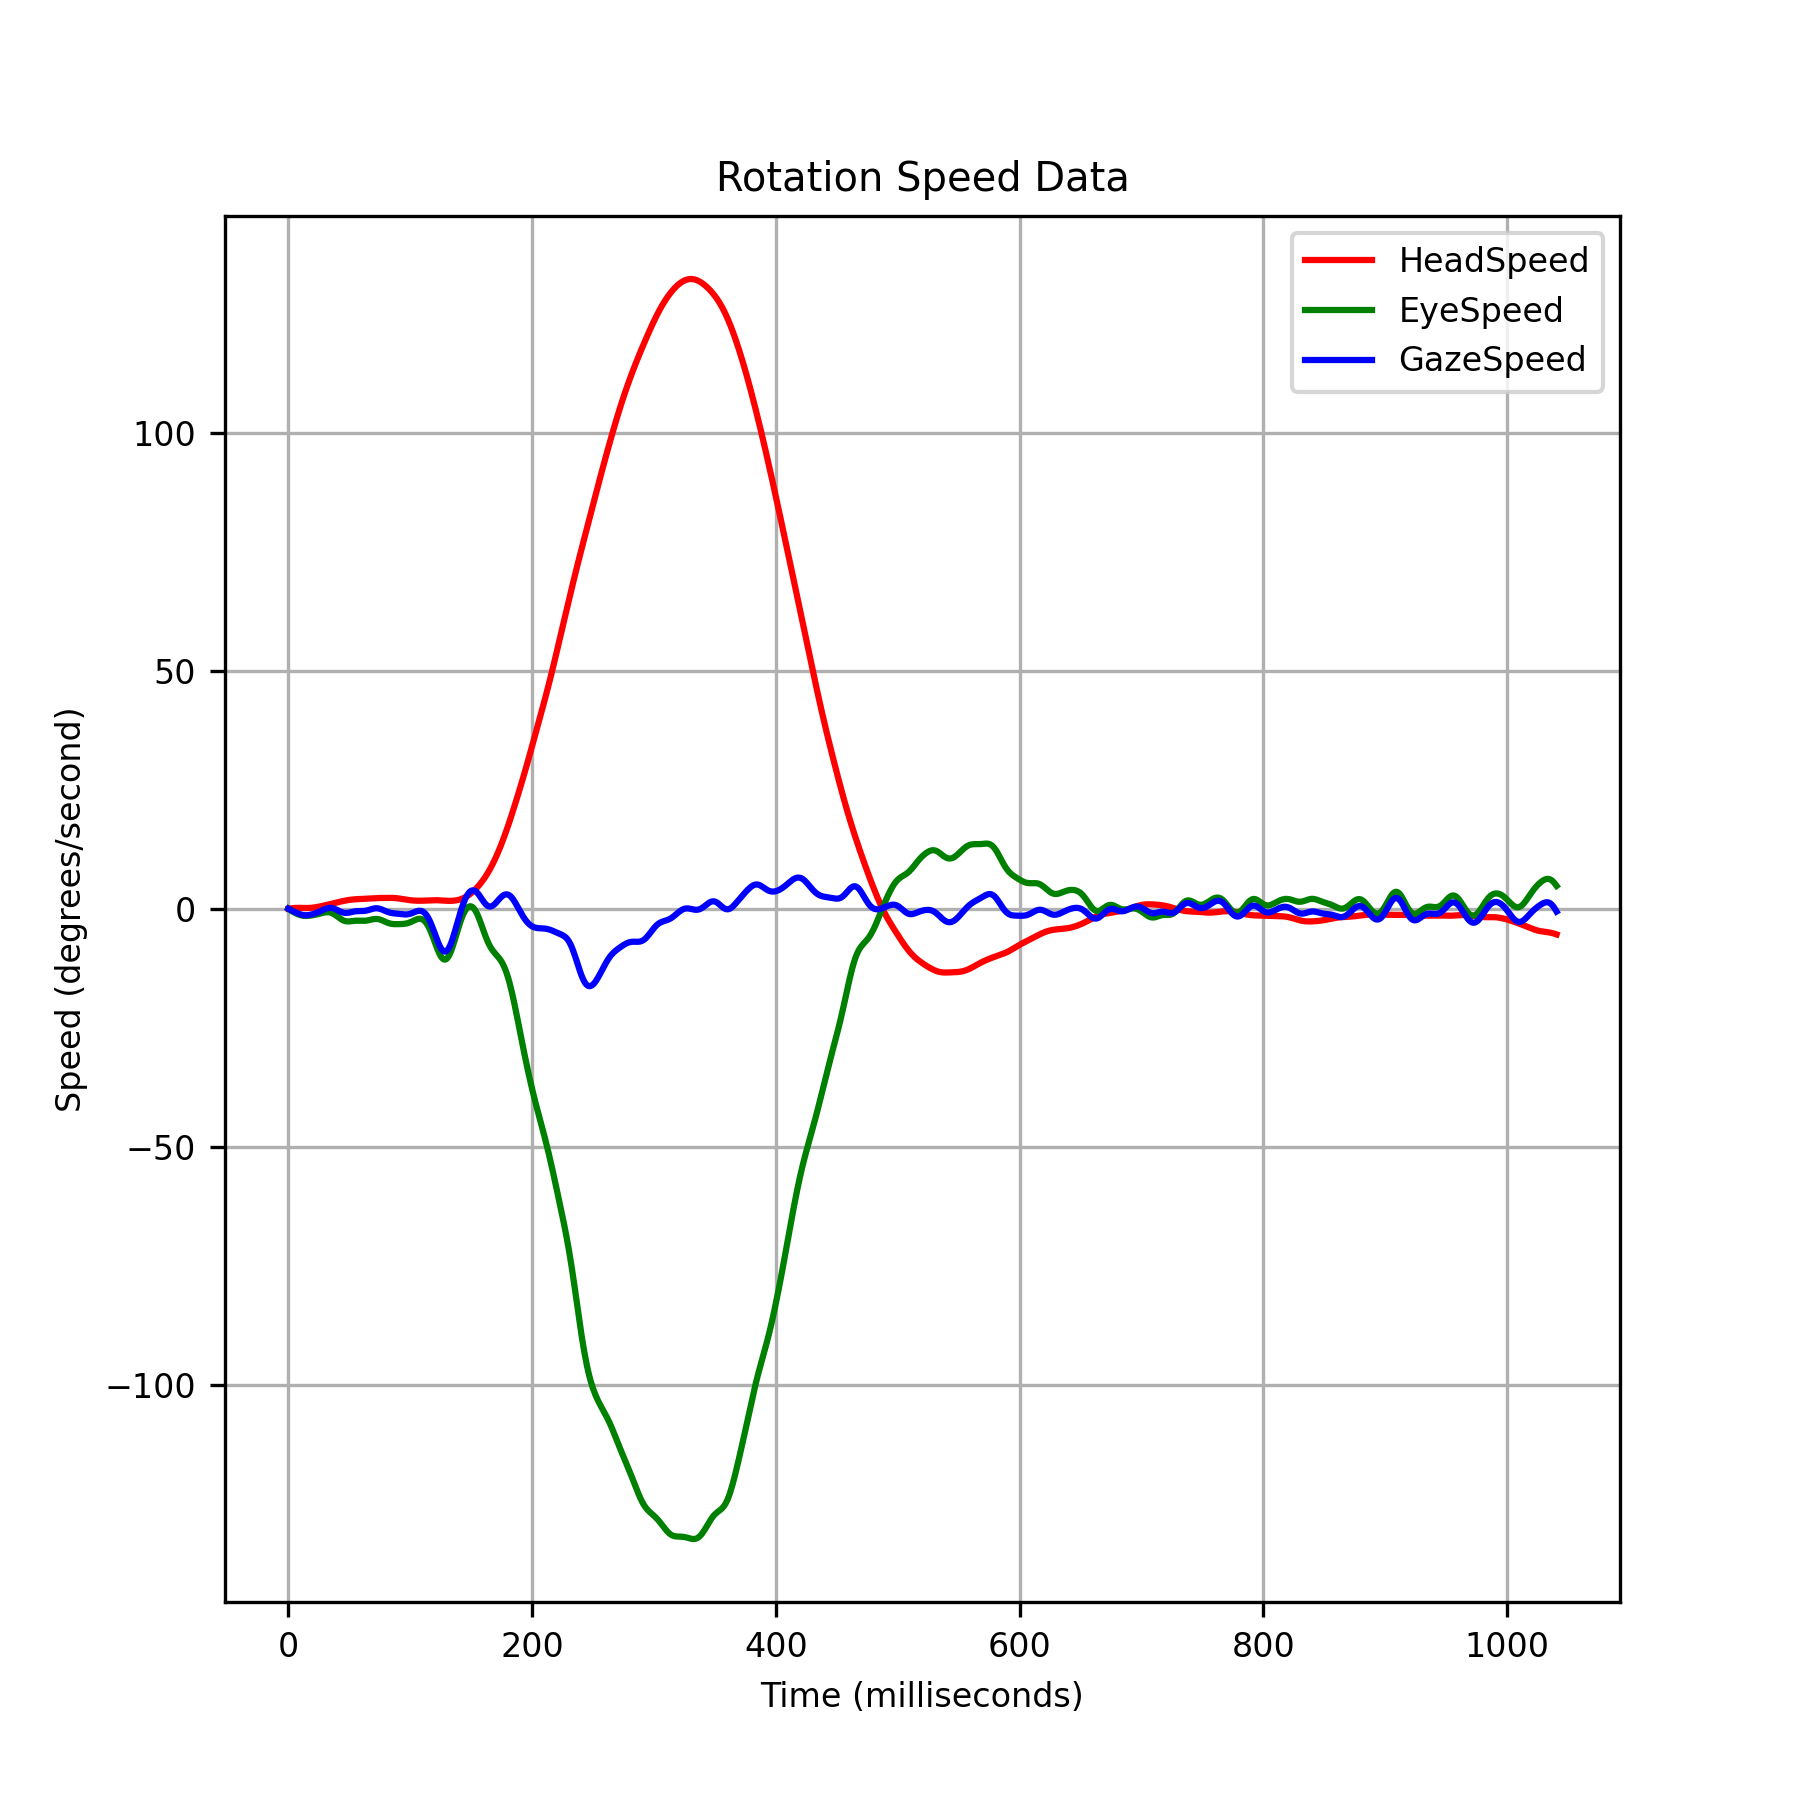 Rotation Speed Data
HeadSpeed
EyeSpeed
GazeSpeed
Speed (degrees/second)
100
50
0
−50
−100
0 200 400 600 800 1000
Time (milliseconds)